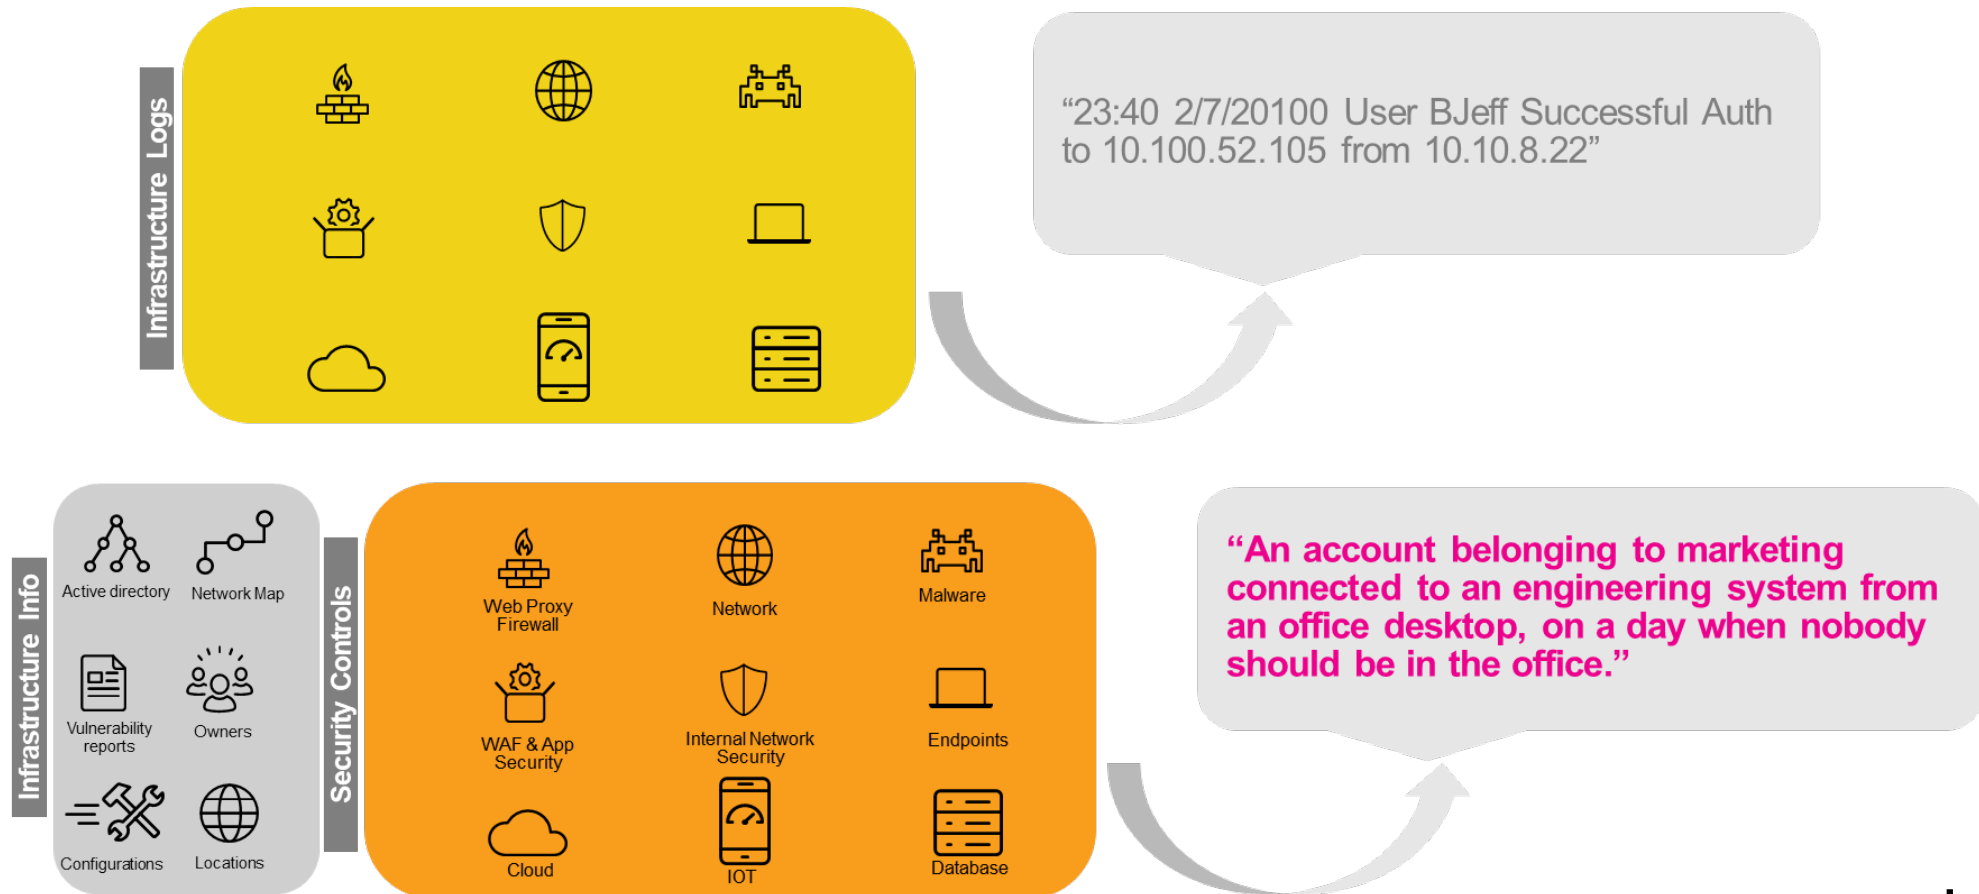 Infrastructure Logs
“23:40 2/7/20100 User BJeff Successful Auth
to 10.100.52.105 from 10.10.8.22”
Infrastructure Info
Active directory
Network Map
Vulnerability
reports
Owners
Configurations
Locations
Security Controls
Web Proxy
Firewall
Network
Malware
WAF & App
Security
Internal Network
Security
Endpoints
Cloud
IOT
Database
“An account belonging to marketing
connected to an engineering system from
an office desktop, on a day when nobody
should be in the office.”